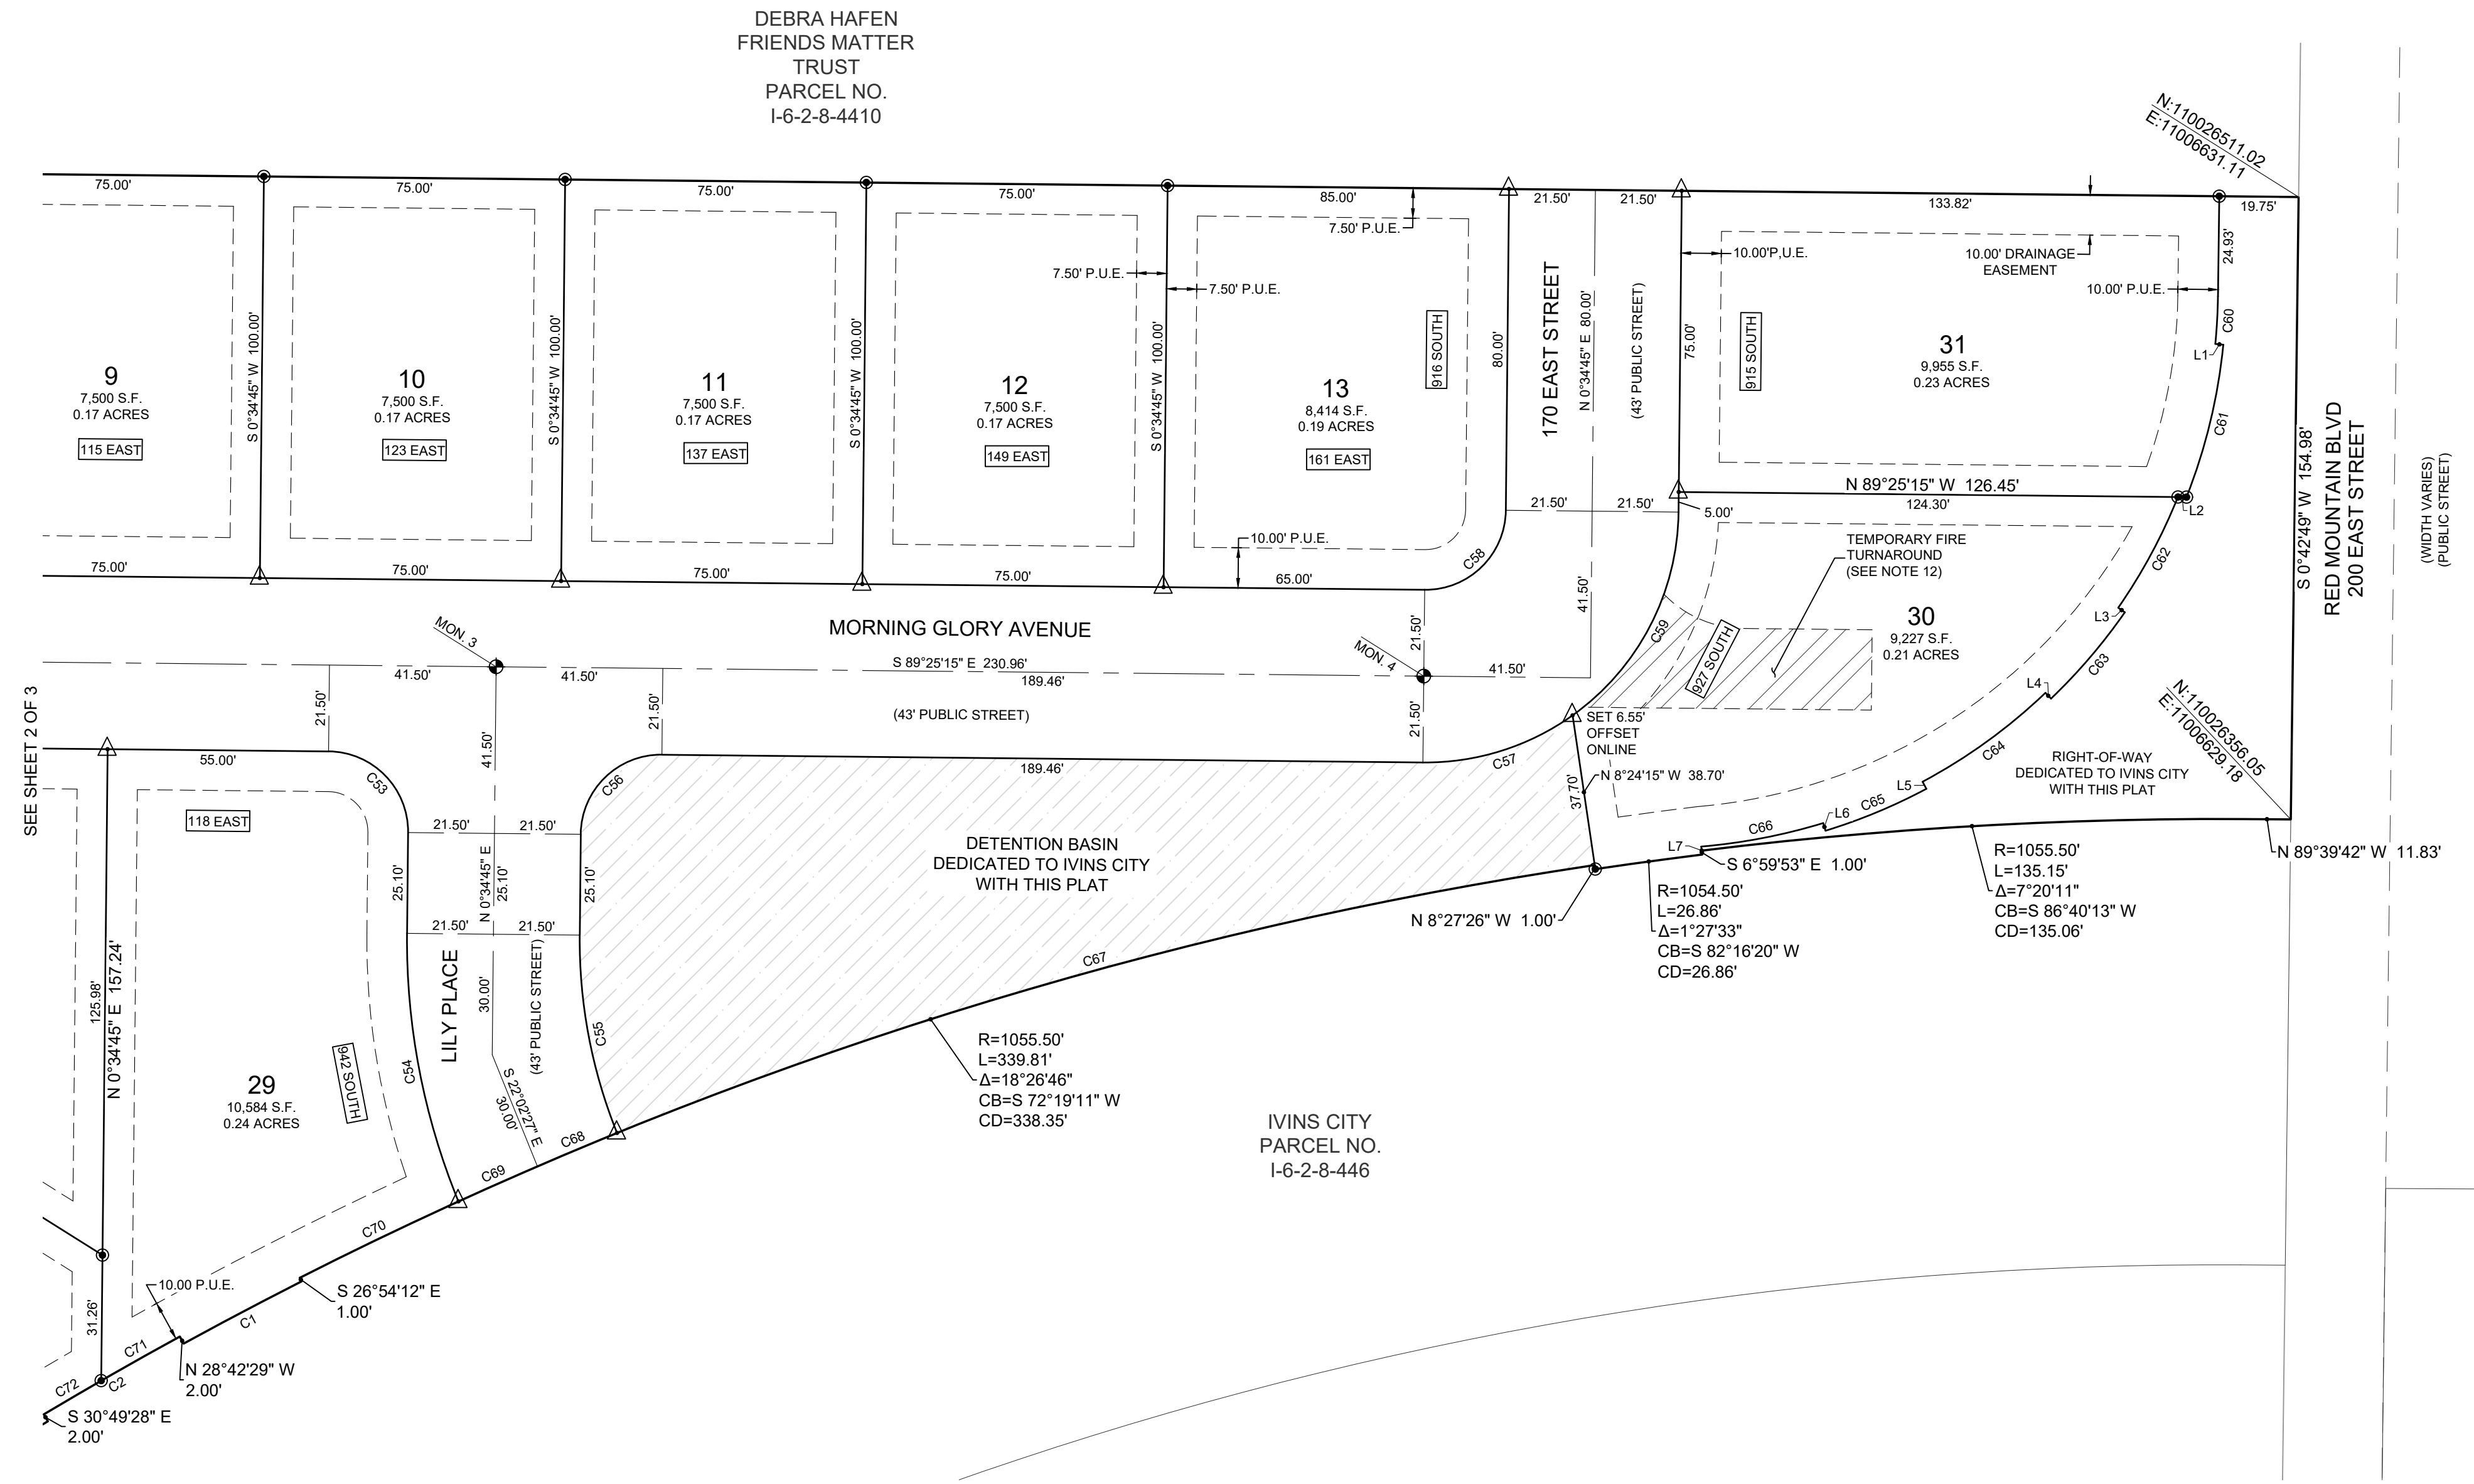 DEBRA HAFEN
FRIENDS MATTER
TRUST
PARCEL NO.
I-6-2-8-4410
N:110026511.02
E:11006631.11
75.00'
75.00'
75.00'
75.00'
85.00'
21.50'
21.50'
133.82'
19.75'
7.50' P.U.E.
7.50' P.U.E.
7.50' P.U.E.
10.00'P,U.E.
10.00' DRAINAGE
EASEMENT
10.00' P.U.E.
24.93'
C60
L1
C61
S 0°34'45" W 100.00'
S 0°34'45" W 100.00'
S 0°34'45" W 100.00'
S 0°34'45" W 100.00'
9
7,500 S.F.
0.17 ACRES
115 EAST
10
7,500 S.F.
0.17 ACRES
123 EAST
11
7,500 S.F.
0.17 ACRES
137 EAST
12
7,500 S.F.
0.17 ACRES
149 EAST
13
8,414 S.F.
0.19 ACRES
161 EAST
916 SOUTH
80.00'
170 EAST STREET
N 0°34'45" E 80.00'
(43' PUBLIC STREET)
75.00'
915 SOUTH
31
9,955 S.F.
0.23 ACRES
S 0°42'49" W 154.98'
RED MOUNTAIN BLVD
200 EAST STREET
(WIDTH VARIES)
(PUBLIC STREET)
N 89°25'15" W 126.45'
124.30'
L2
21.50'
21.50'
5.00'
10.00' P.U.E.
C58
75.00'
75.00'
75.00'
75.00'
65.00'
TEMPORARY FIRE
TURNAROUND
(SEE NOTE 12)
C62
L3
30
9,227 S.F.
0.21 ACRES
C59
927 SOUTH
41.50'
C63
L4
MORNING GLORY AVENUE
MON. 3
MON. 4
21.50'
S 89°25'15" E 230.96'
41.50'
41.50'
189.46'
41.50'
(43' PUBLIC STREET)
SEE SHEET 2 OF 3
21.50'
21.50'
21.50'
41.50'
SET 6.55'
OFFSET
ONLINE
N:110026356.05
E:11006629.18
RIGHT-OF-WAY
DEDICATED TO IVINS CITY
WITH THIS PLAT
C64
L5
C65
L6
C66
L7
55.00'
C53
C56
189.46'
C57
N 8°24'15" W 38.70'
37.70'
118 EAST
21.50'
21.50'
DETENTION BASIN
DEDICATED TO IVINS CITY
WITH THIS PLAT
25.10'
N 0°34'45" E
25.10'
25.10'
21.50'
21.50'
N 8°27'26" W 1.00'
S 6°59'53" E 1.00'
R=1054.50'
L=26.86'
Δ=1°27'33"
CB=S 82°16'20" W
CD=26.86'
R=1055.50'
L=135.15'
Δ=7°20'11"
CB=S 86°40'13" W
CD=135.06'
N 89°39'42" W 11.83'
125.98'
N 0°34'45" E 157.24'
LILY PLACE
30.00'
(43' PUBLIC STREET)
C67
C55
C54
942 SOUTH
29
10,584 S.F.
0.24 ACRES
S 22°02'27" E
30.00'
R=1055.50'
L=339.81'
Δ=18°26'46"
CB=S 72°19'11" W
CD=338.35'
IVINS CITY
PARCEL NO.
I-6-2-8-446
C68
C69
C70
10.00 P.U.E.
S 26°54'12" E
1.00'
31.26'
C1
C71
N 28°42'29" W
2.00'
C72
C2
S 30°49'28" E
2.00'